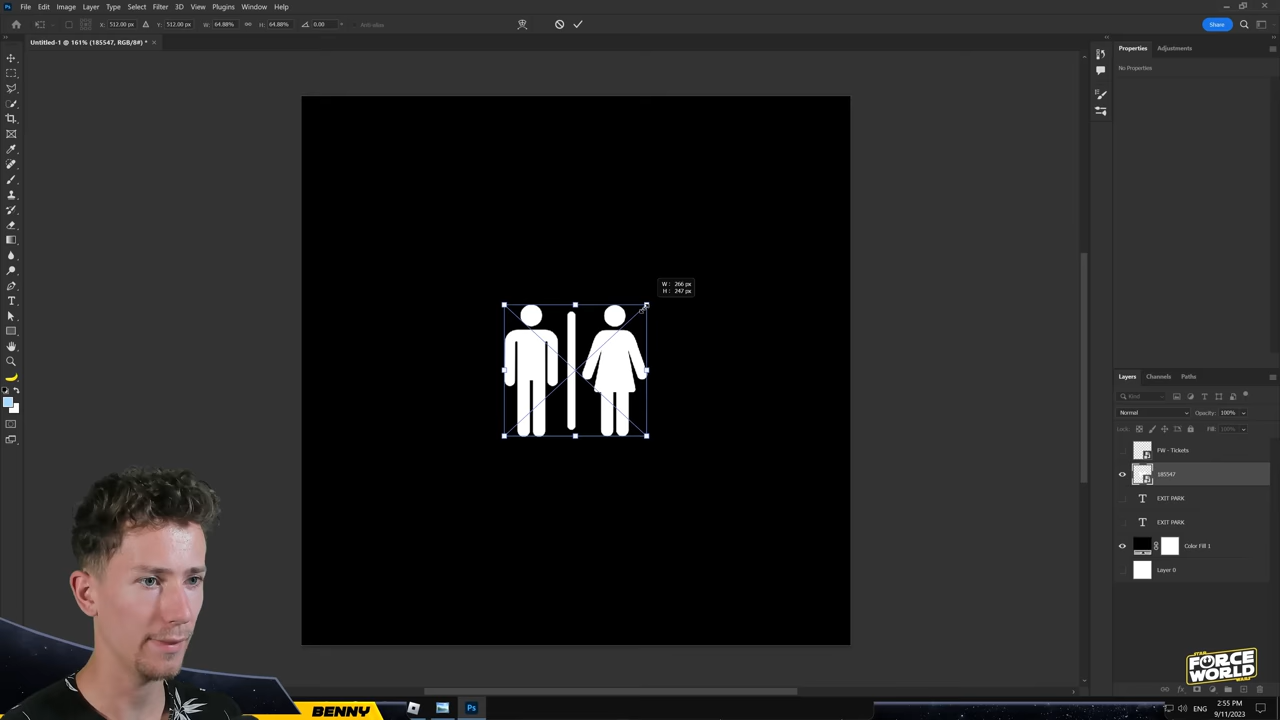 File Edit Image Layer Type Select Filter 3D View Plugins Window Help
X: 512.00 px Y: 512.00 px W: 64.88% H: 64.88% 0.00 Anti-alias Share
Untitled-1 @ 161% (185547, RGB/8#) *
Properties Adjustments
No Properties
W: 266 px
H: 247 px
Layers Channels Paths
Kind
Normal Opacity: 100%
Lock: Fill: 100%
FW - Tickets
185547
EXIT PARK
EXIT PARK
Color Fill 1
Layer 0
STAR
FORCE
WORLD
WARS
BENNY
Ps
ENG
2:55 PM
9/11/2023